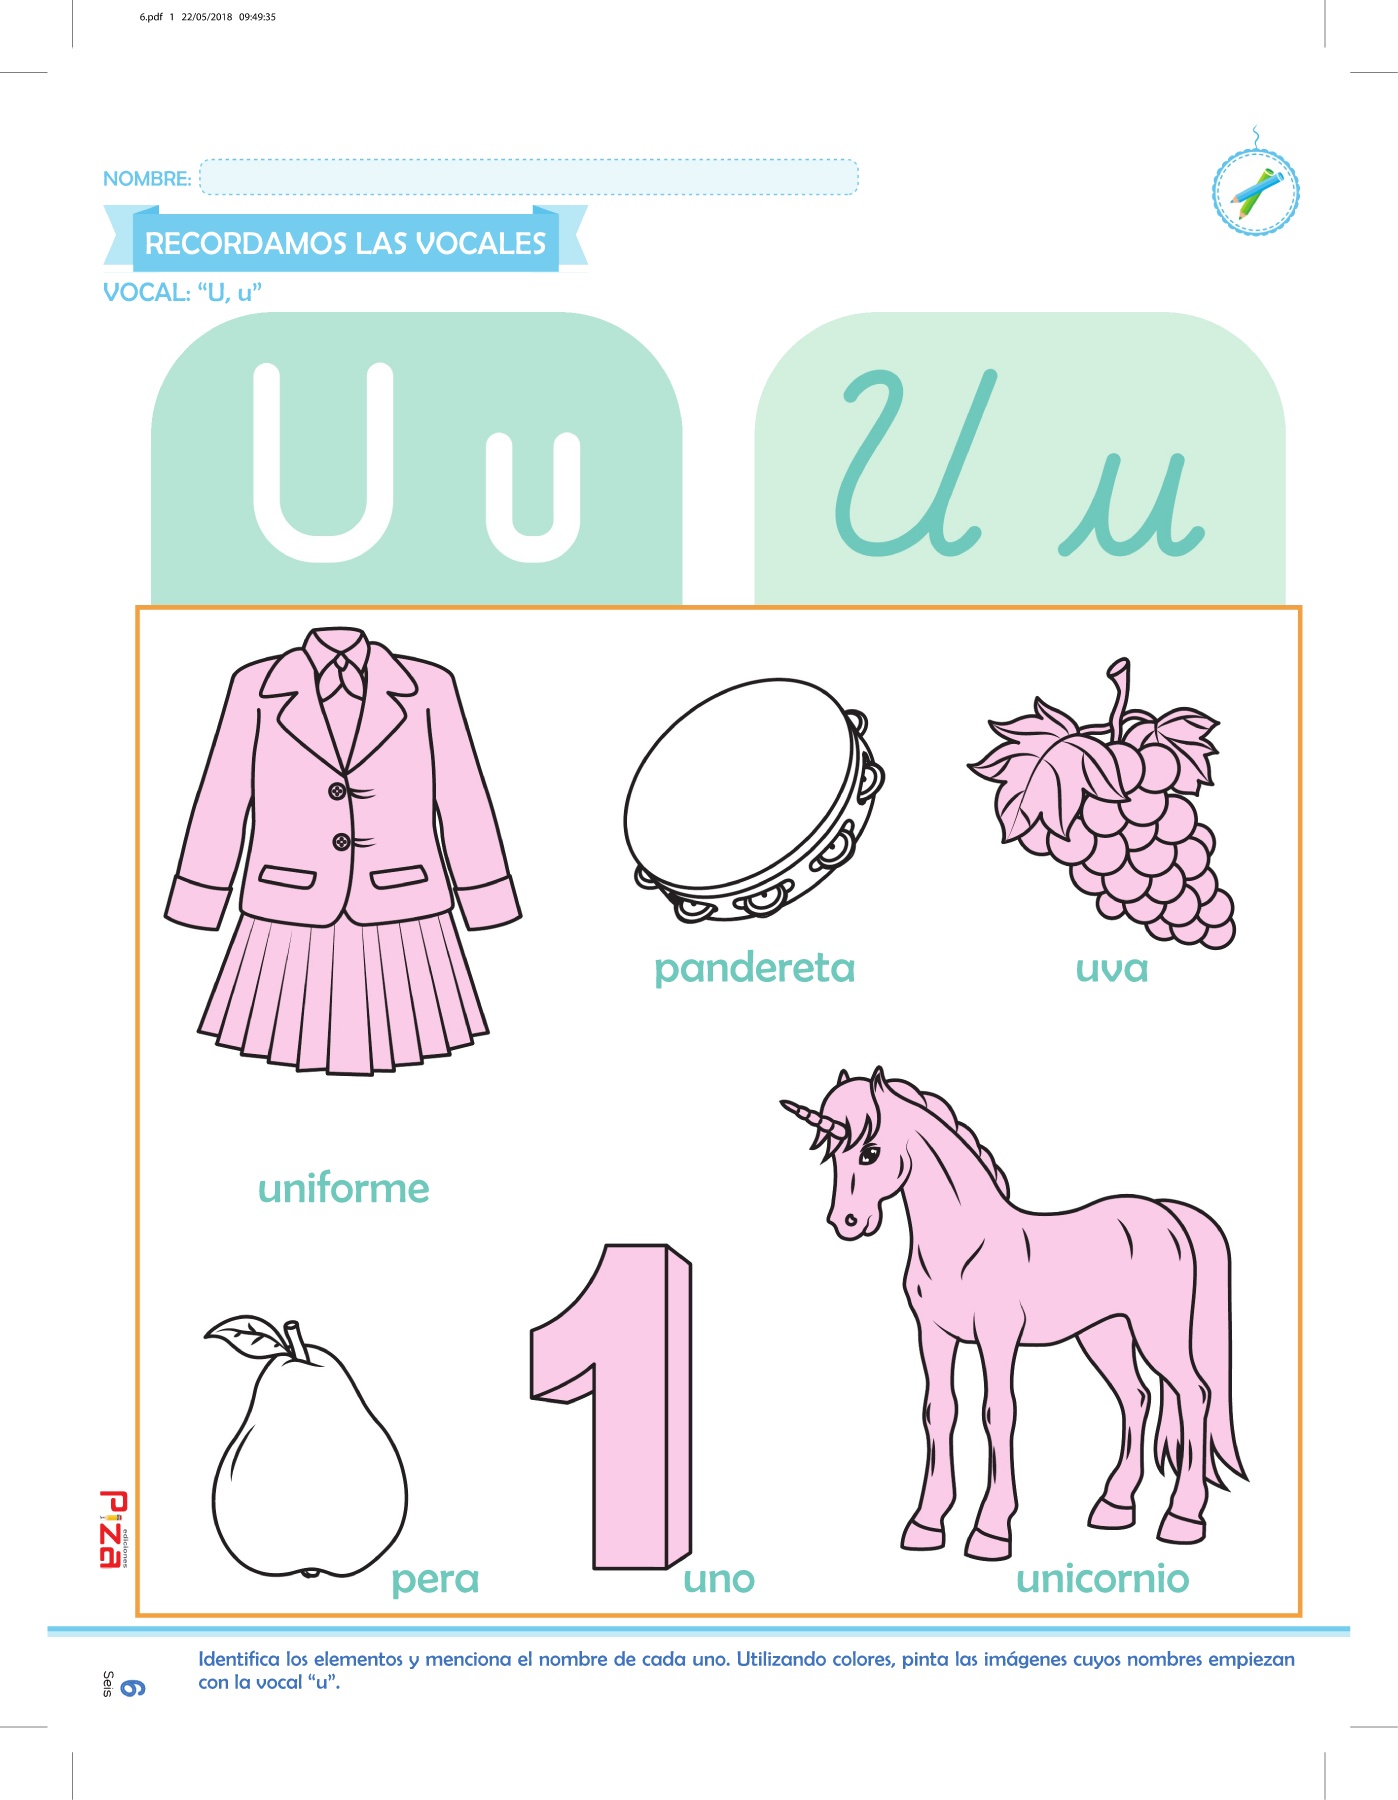 6.pdf 1 22/05/2018 09:49:35
NOMBRE:
RECORDAMOS LAS VOCALES
VOCAL: “U, u”
U u
U u
pandereta
uva
uniforme
pera
uno
unicornio
Piza
ediciones
Identifica los elementos y menciona el nombre de cada uno. Utilizando colores, pinta las imágenes cuyos nombres empiezan
con la vocal “u”.
6
Seis